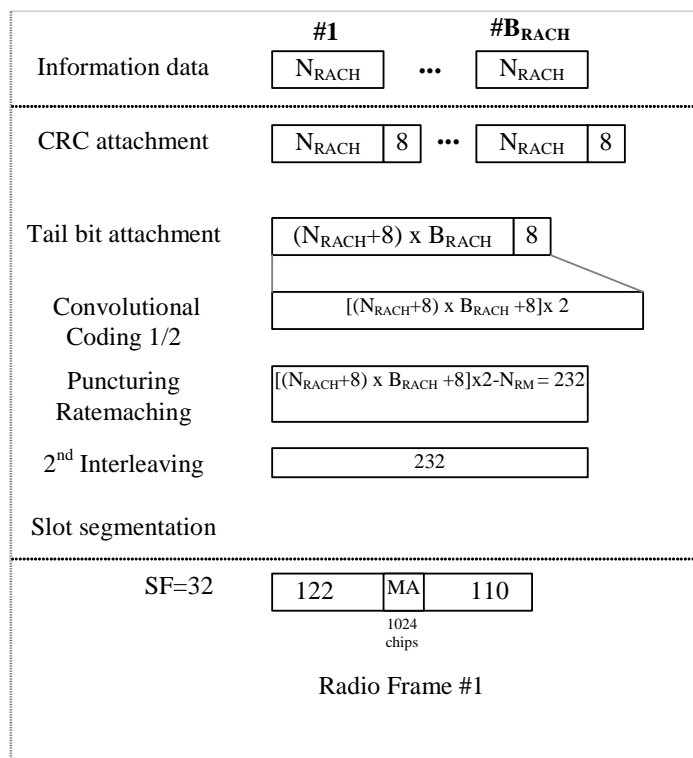 #1 #BRACH
Information data NRACH ... NRACH
CRC attachment NRACH 8 ... NRACH 8
Tail bit attachment (NRACH+8) x BRACH 8
Convolutional
Coding 1/2
[(NRACH+8) x BRACH +8]x 2
Puncturing
Ratemaching
[(NRACH+8) x BRACH +8]x2-NRM = 232
2nd Interleaving 232
Slot segmentation
SF=32 122 MA 110
1024
chips
Radio Frame #1